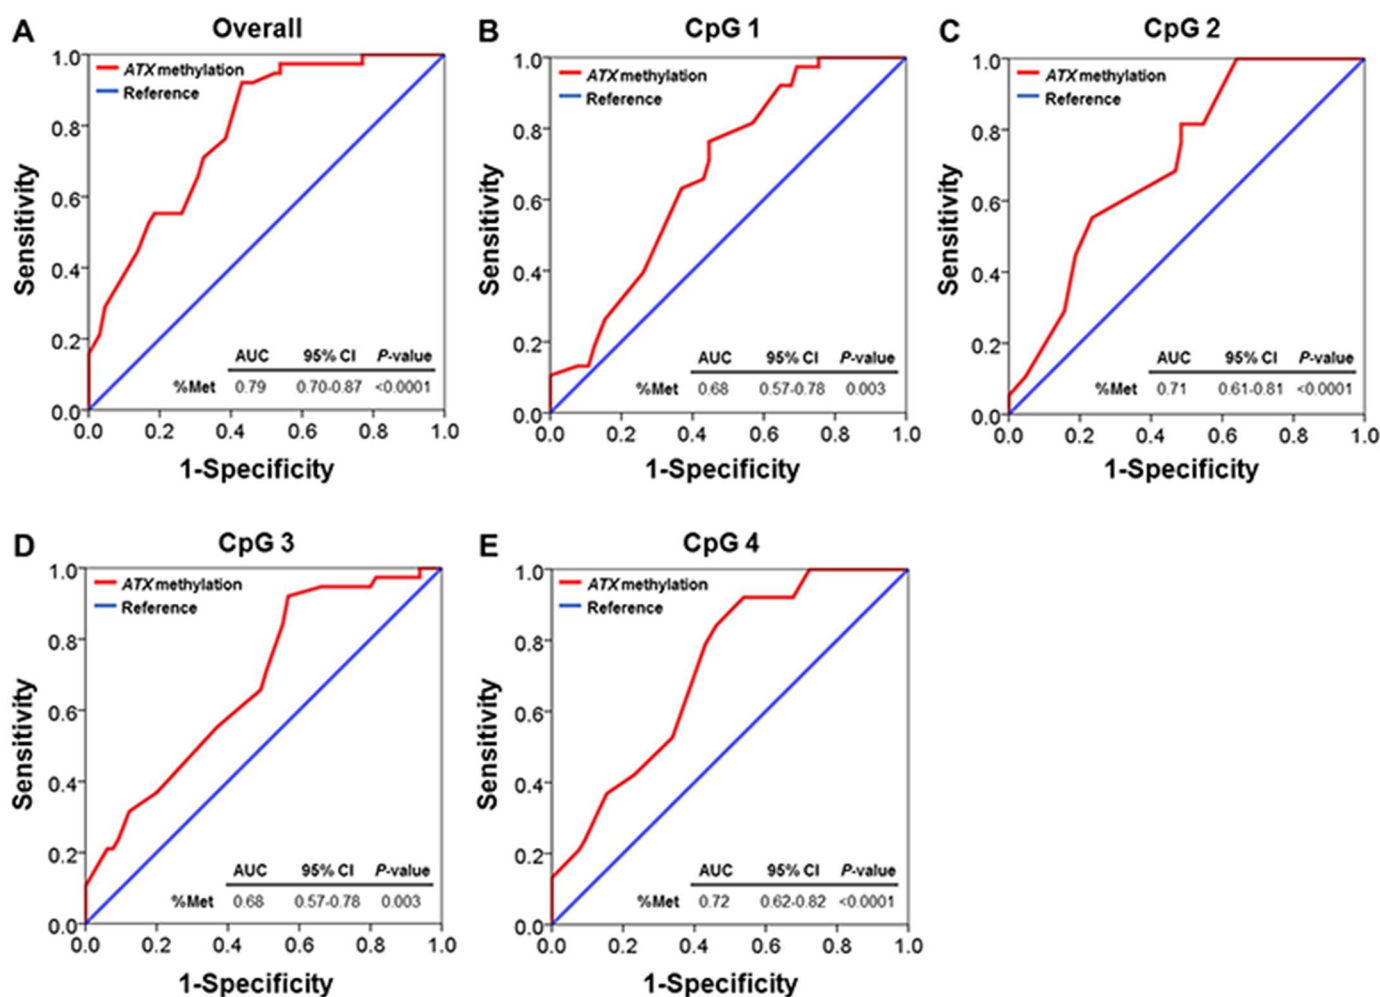 A
Overall
ATX methylation
Reference
1.0
0.8
0.6
0.4
0.2
0.0
Sensitivity
AUC 95% CI P-value
%Met 0.79 0.70-0.87 <0.0001
0.0 0.2 0.4 0.6 0.8 1.0
1-Specificity
B
CpG 1
ATX methylation
Reference
1.0
0.8
0.6
0.4
0.2
0.0
Sensitivity
AUC 95% CI P-value
%Met 0.68 0.57-0.78 0.003
0.0 0.2 0.4 0.6 0.8 1.0
1-Specificity
C
CpG 2
ATX methylation
Reference
1.0
0.8
0.6
0.4
0.2
0.0
Sensitivity
AUC 95% CI P-value
%Met 0.71 0.61-0.81 <0.0001
0.0 0.2 0.4 0.6 0.8 1.0
1-Specificity
D
CpG 3
ATX methylation
Reference
1.0
0.8
0.6
0.4
0.2
0.0
Sensitivity
AUC 95% CI P-value
%Met 0.68 0.57-0.78 0.003
0.0 0.2 0.4 0.6 0.8 1.0
1-Specificity
E
CpG 4
ATX methylation
Reference
1.0
0.8
0.6
0.4
0.2
0.0
Sensitivity
AUC 95% CI P-value
%Met 0.72 0.62-0.82 <0.0001
0.0 0.2 0.4 0.6 0.8 1.0
1-Specificity